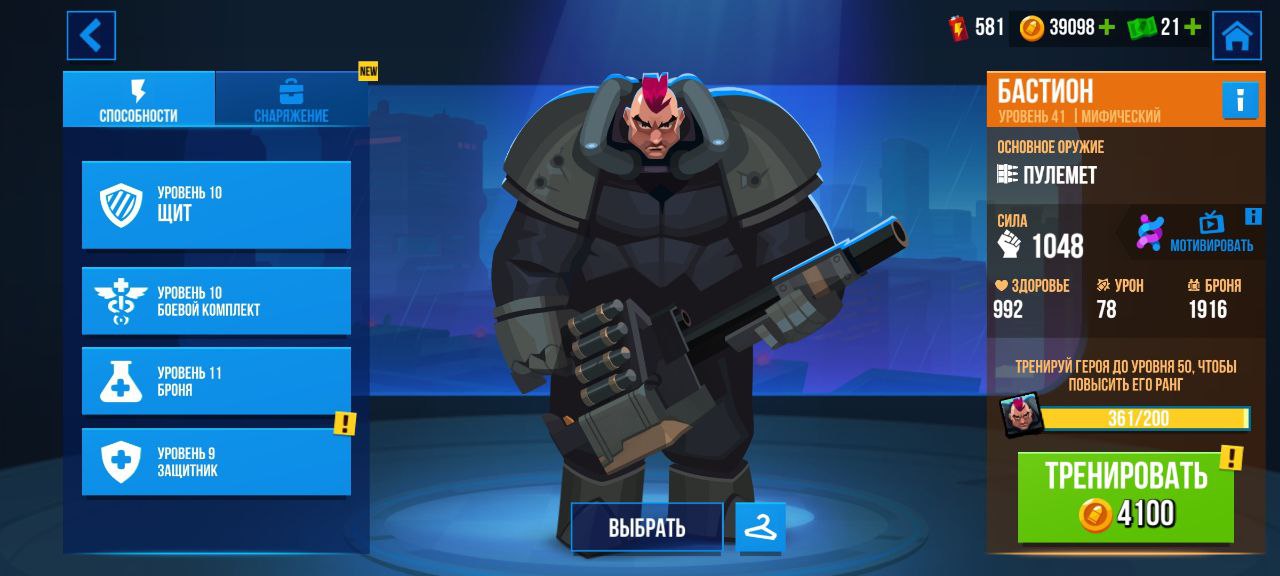 581
39098
21
NEW
СПОСОБНОСТИ
СНАРЯЖЕНИЕ
УРОВЕНЬ 10
ЩИТ
УРОВЕНЬ 10
БОЕВОЙ КОМПЛЕКТ
УРОВЕНЬ 11
БРОНЯ
!
УРОВЕНЬ 9
ЗАЩИТНИК
ВЫБРАТЬ
БАСТИОН
УРОВЕНЬ 41 | МИФИЧЕСКИЙ
i
ОСНОВНОЕ ОРУЖИЕ
ПУЛЕМЕТ
СИЛА
1048
i
МОТИВИРОВАТЬ
ЗДОРОВЬЕ УРОН БРОНЯ
992 78 1916
ТРЕНИРУЙ ГЕРОЯ ДО УРОВНЯ 50, ЧТОБЫ
ПОВЫСИТЬ ЕГО РАНГ
361/200
!
ТРЕНИРОВАТЬ
4100